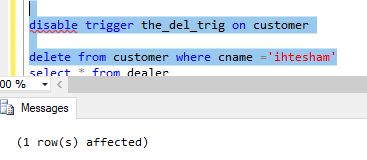 disable trigger the_del_trig on customer
delete from customer where cname ='ihtesham'
select * from dealer
00 %
Messages
(1 row(s) affected)